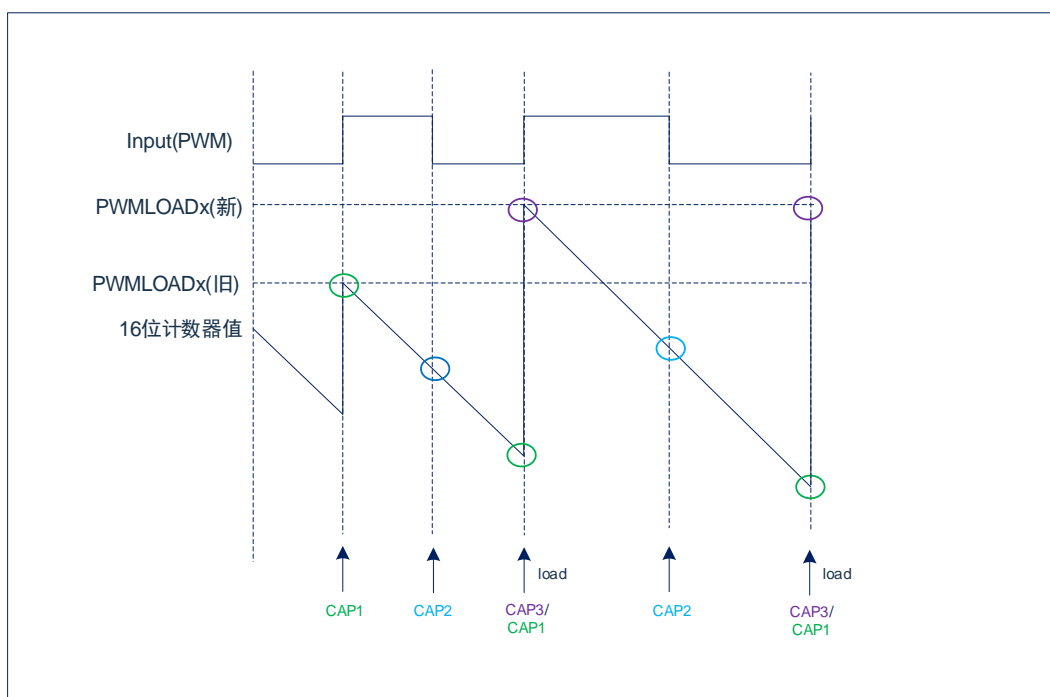 Input(PWM)
PWMLOADx(新)
PWMLOADx(旧)
16位计数器值
load
load
CAP1
CAP2
CAP3/
CAP1
CAP2
CAP3/
CAP1